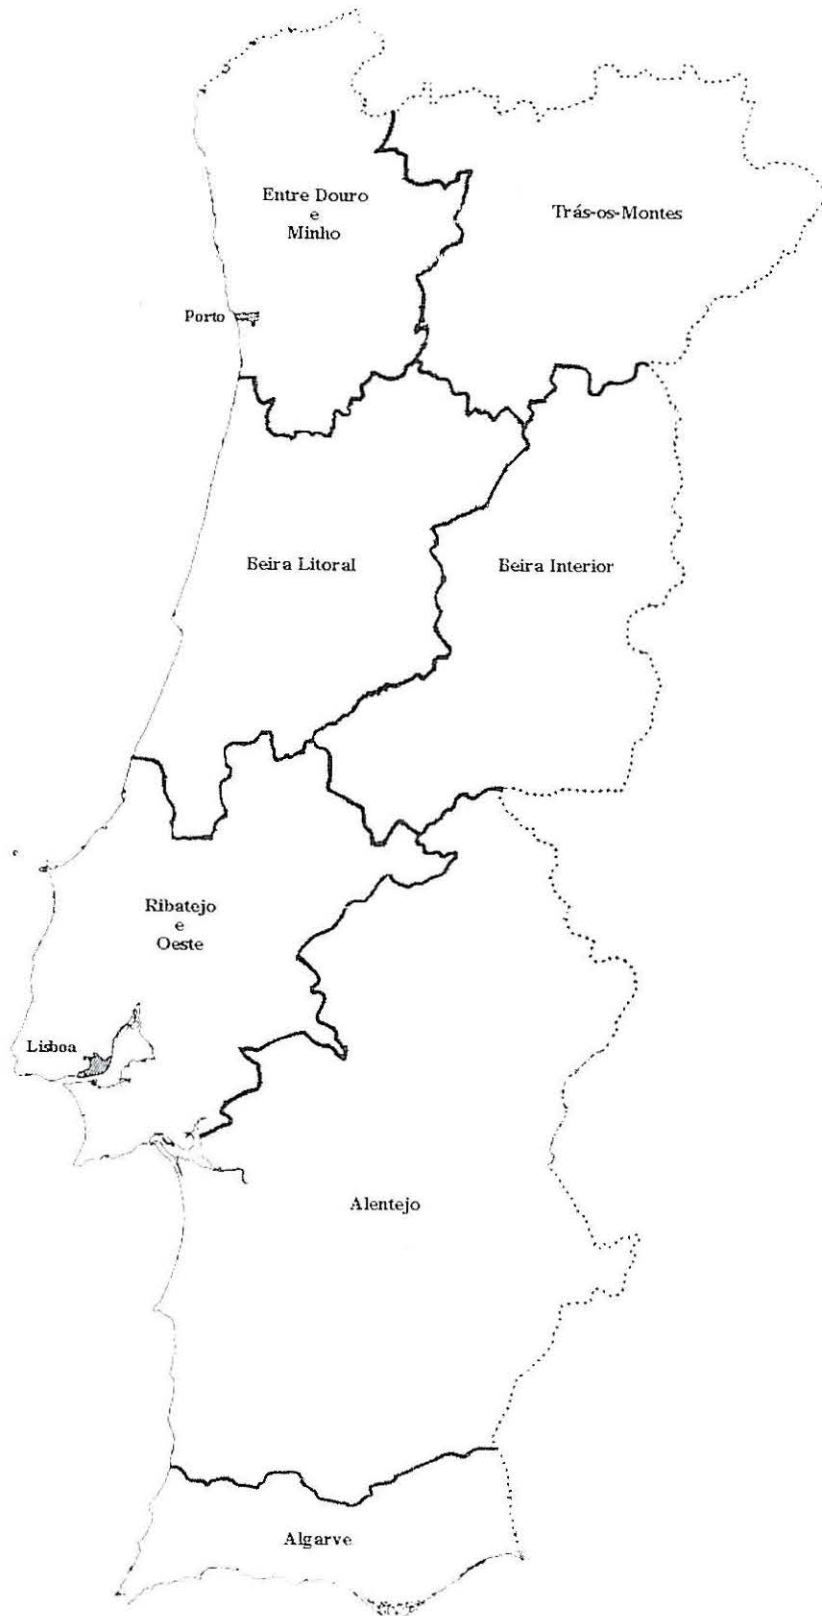 Entre Douro
e
Minho
Trás-os-Montes
Porto
Beira Litoral
Beira Interior
Ribatejo
e
Oeste
Lisboa
Alentejo
Algarve